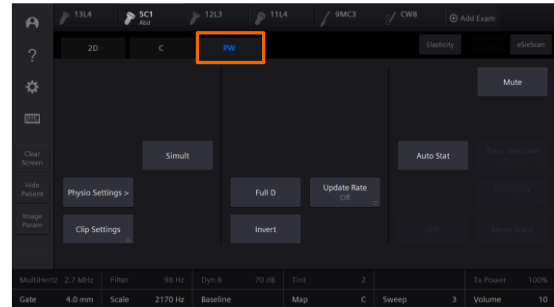 13L4
5C1
Abd
12L3
11L4
9MC3
CW8
Add Exam
2D
C
PW
Elasticity
eSieScan
Mute
Clear
Screen
Simult
Auto Stat
Hide
Patient
Physio Settings >
Full D
Update Rate
Off
Image
Param
Clip Settings
Invert
MultiHertz 2.7 MHz Filter 98 Hz Dyn R 70 dB Tint 2 Tx Power 100%
Gate 4.0 mm Scale 2170 Hz Baseline Map C Sweep 3 Volume 10